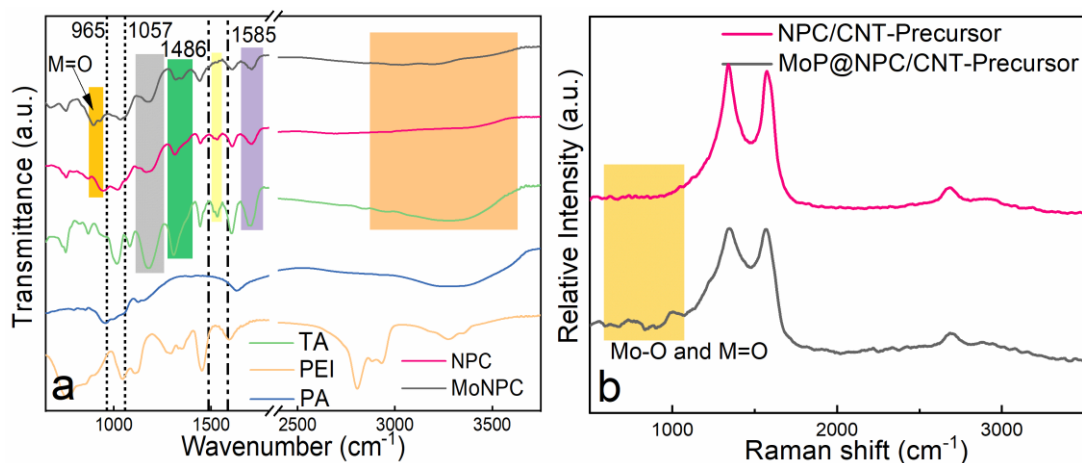 965
1057
1486
1585
M=O
Transmittance (a.u.)
a
TA
PEI
PA
NPC
MoNPC
1000
1500
2500
3000
3500
Wavenumber (cm⁻¹)
NPC/CNT-Precursor
MoP@NPC/CNT-Precursor
Relative Intensity (a.u.)
Mo-O and M=O
b
1000
2000
3000
Raman shift (cm⁻¹)